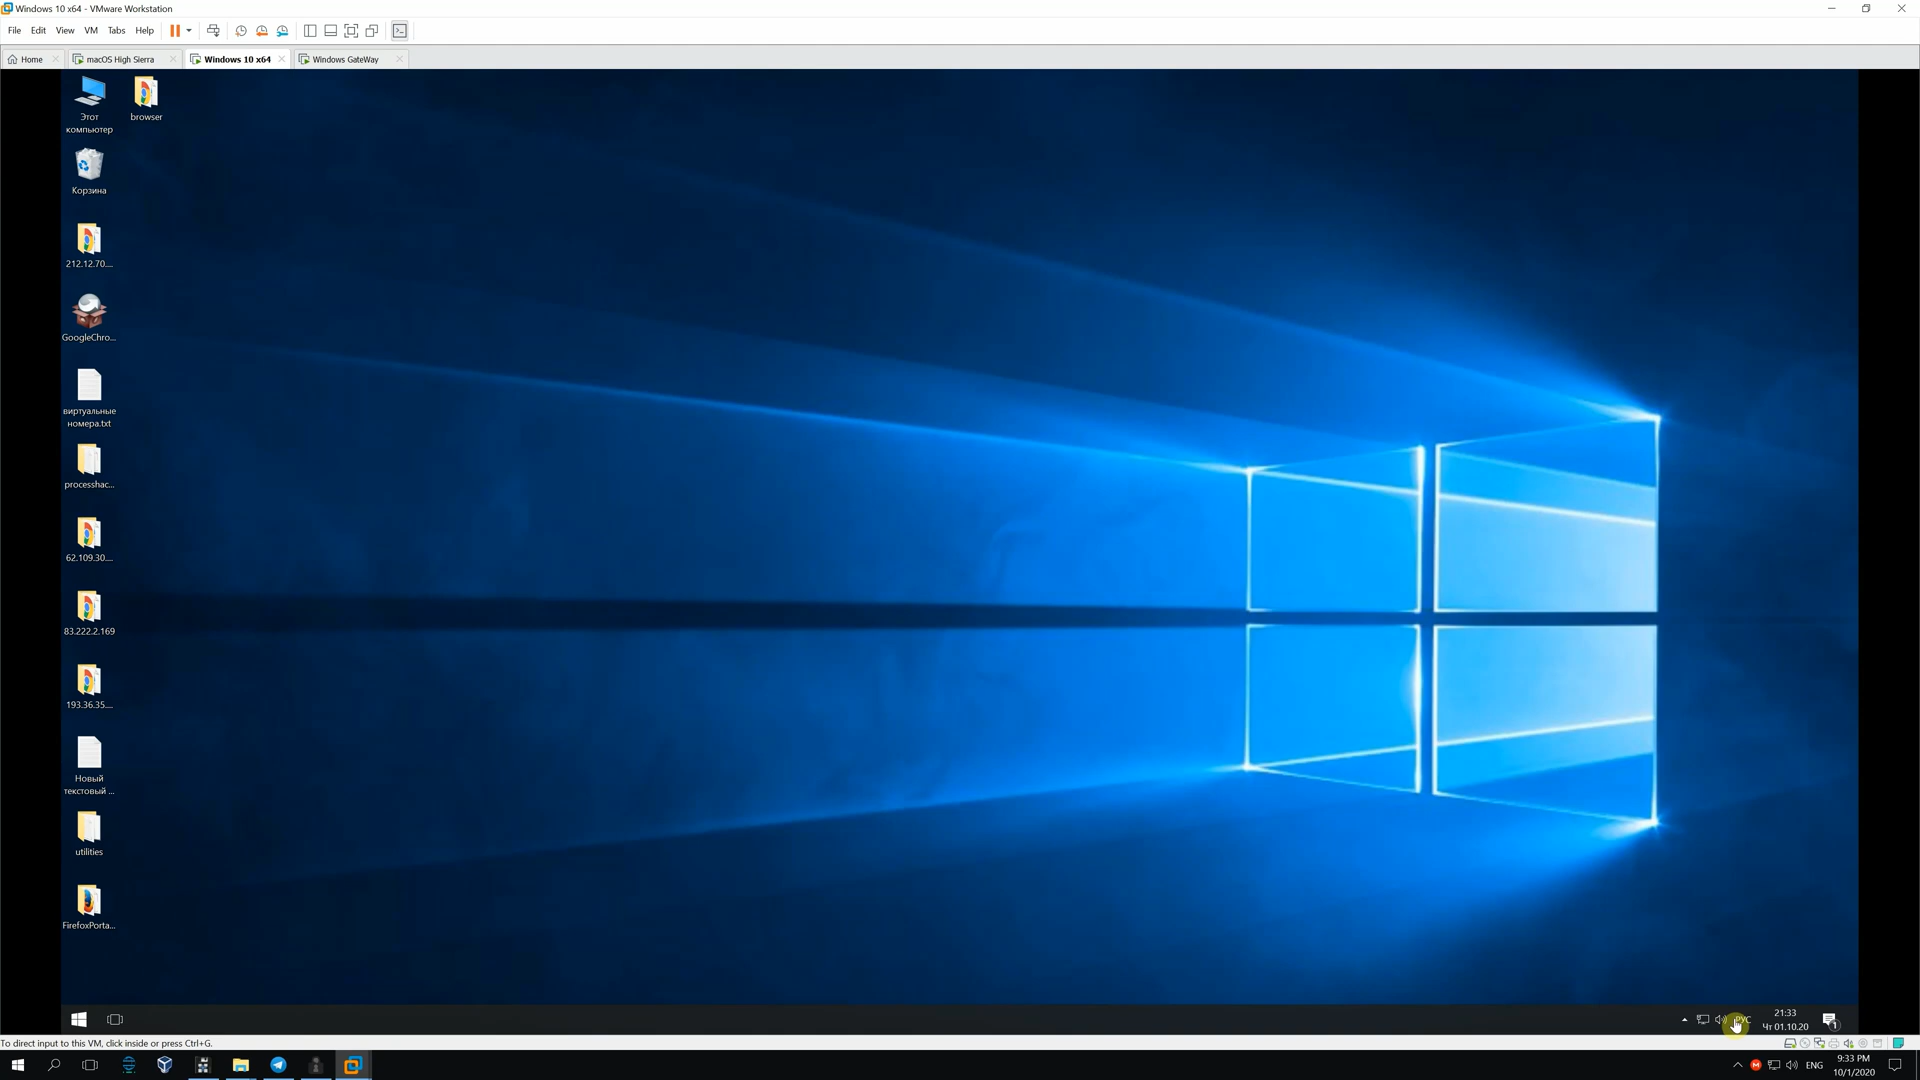 Windows 10 x64 - VMware Workstation
File Edit View VM Tabs Help
Home macOS High Sierra Windows 10 x64 Windows GateWay
Этот
компьютер
browser
Корзина
212.12.70....
GoogleChro...
виртуальные
номера.txt
processhac...
62.109.30....
83.222.2.169
193.36.35....
Новый
текстовый ...
utilities
FirefoxPorta...
РУС
21:33
Чт 01.10.20
1
To direct input to this VM, click inside or press Ctrl+G.
ENG
9:33 PM
10/1/2020